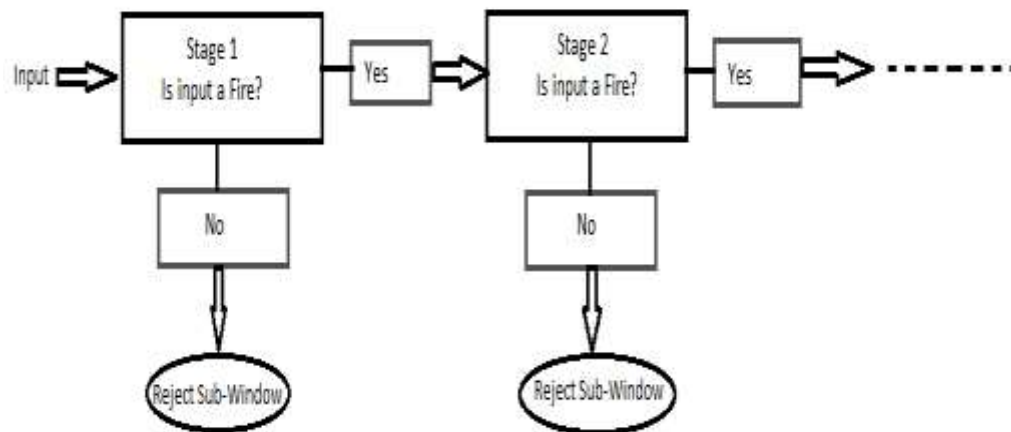 Input
Stage 1
Is input a Fire?
Yes
Stage 2
Is input a Fire?
Yes
No
No
Reject Sub-Window
Reject Sub-Window